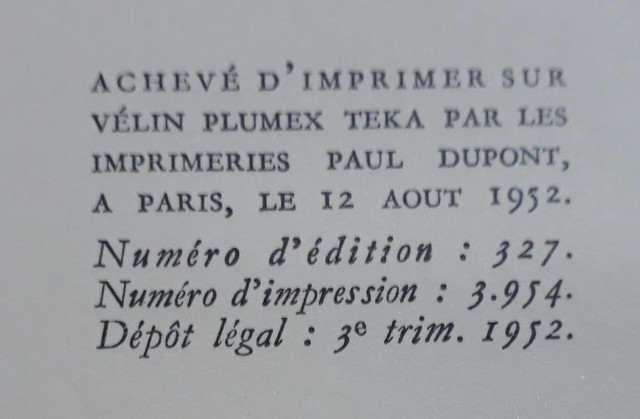 ACHEVÉ D'IMPRIMER SUR
VÉLIN PLUMEX TEKA PAR LES
IMPRIMERIES PAUL DUPONT,
A PARIS, LE 12 AOUT 1952.
Numéro d'édition : 327.
Numéro d'impression : 3.954.
Dépôt légal : 3e trim. 1952.